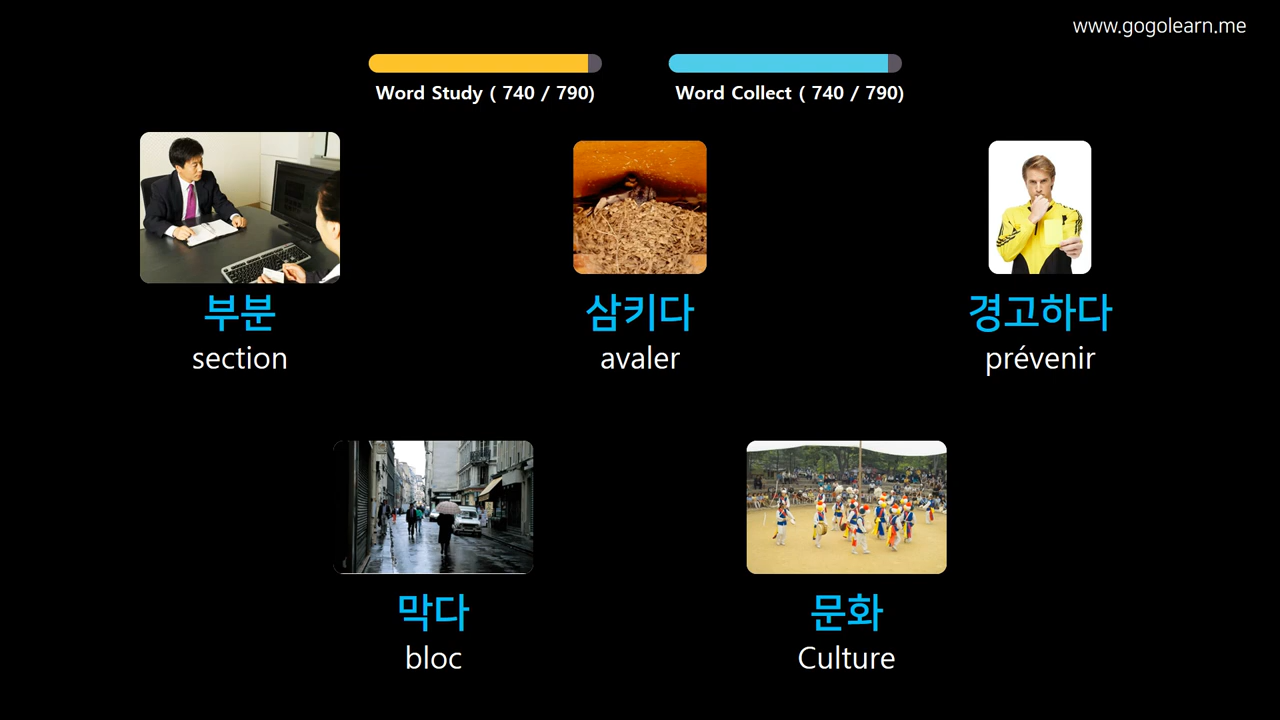 www.gogolearn.me
Word Study ( 740 / 790)
Word Collect ( 740 / 790)
부분
section
삼키다
avaler
경고하다
prévenir
막다
bloc
문화
Culture